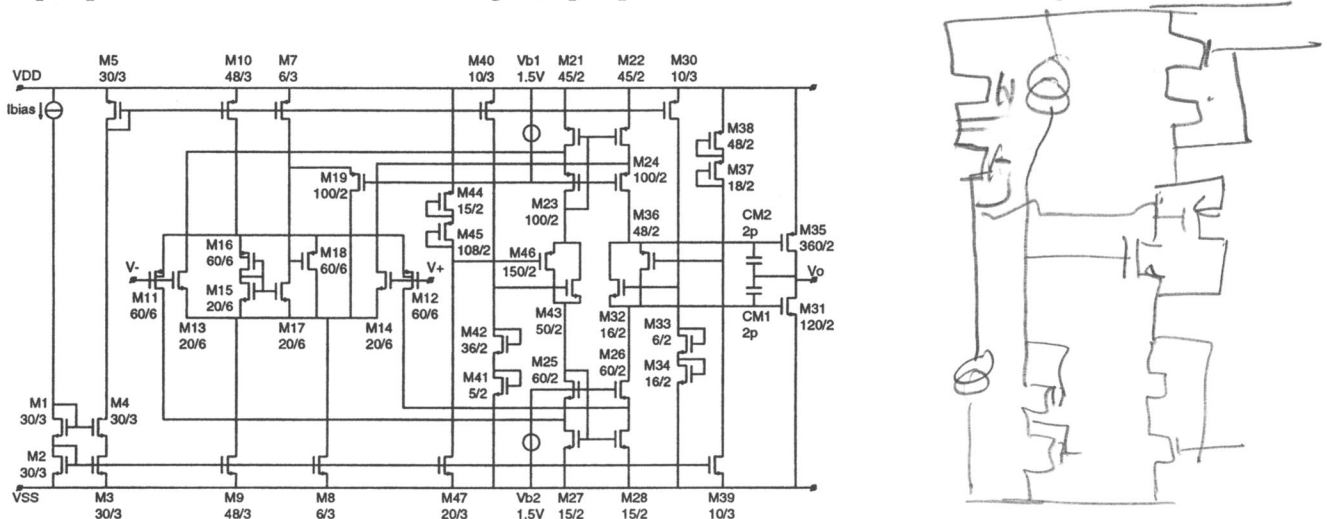 M5 M10 M7 M40 Vb1 M21 M22 M30
30/3 48/3 6/3 10/3 1.5V 45/2 45/2 10/3
VDD
Ibias
M38
48/2
M37
18/2
M24
100/2
M19
100/2
M44
15/2
M45
108/2
M23
100/2
M36
48/2
CM2
2p
M35
360/2
M16
60/6
M18
60/6
M46
150/2
V-
V+
Vo
M11
60/6
M15
20/6
M12
60/6
M13
20/6
M17
20/6
M14
20/6
M43
50/2
M32
16/2
M33
6/2
CM1
2p
M31
120/2
M42
36/2
M41
5/2
M25
60/2
M26
60/2
M34
16/2
M1
30/3
M4
30/3
M2
30/3
VSS
M3 M9 M8 M47 Vb2 M27 M28 M39
30/3 48/3 6/3 20/3 1.5V 15/2 15/2 10/3